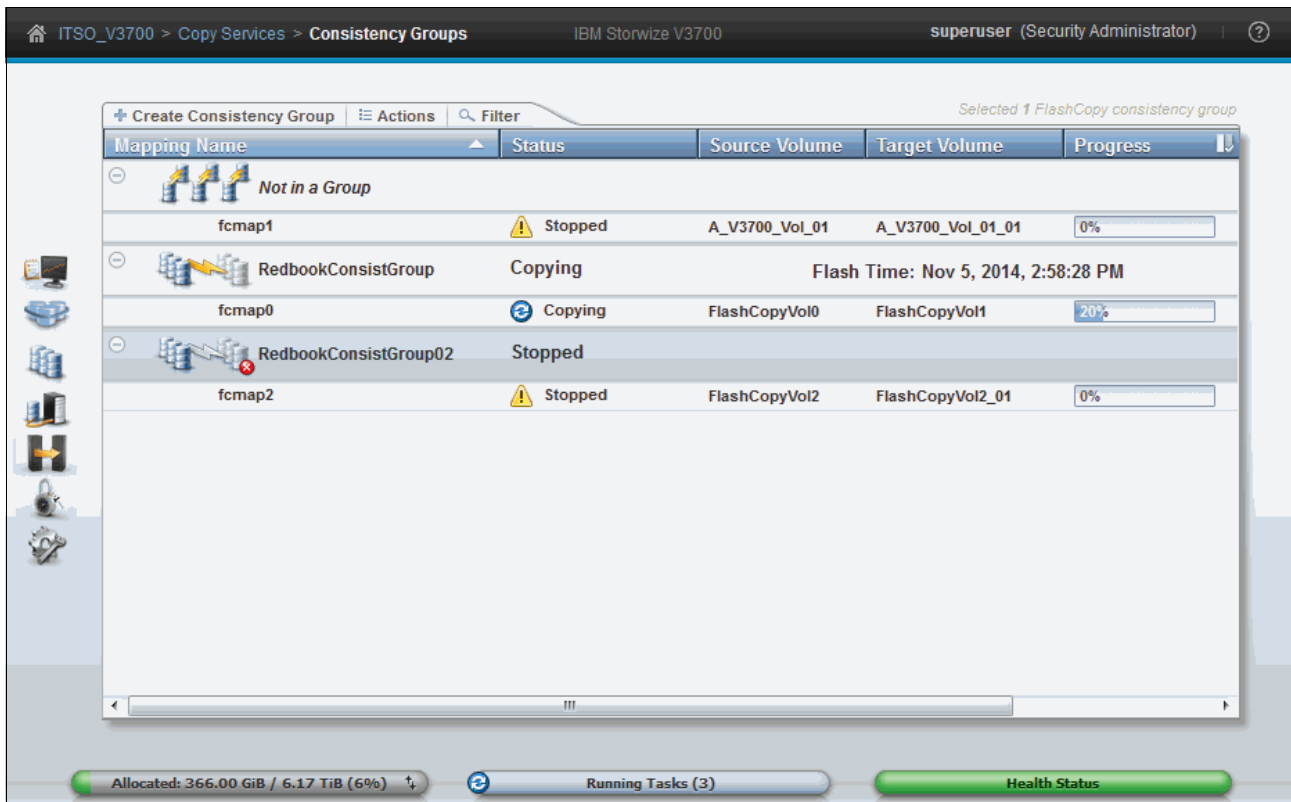 ITSO_V3700 > Copy Services > Consistency Groups IBM Storwize V3700 superuser (Security Administrator) ?
Selected 1 FlashCopy consistency group
Create Consistency Group Actions Filter
Mapping Name Status Source Volume Target Volume Progress
Not in a Group
fcmap1 Stopped A_V3700_Vol_01 A_V3700_Vol_01_01 0%
RedbookConsistGroup Copying Flash Time: Nov 5, 2014, 2:58:28 PM
fcmap0 Copying FlashCopyVol0 FlashCopyVol1 20%
RedbookConsistGroup02 Stopped
fcmap2 Stopped FlashCopyVol2 FlashCopyVol2_01 0%
Allocated: 366.00 GiB / 6.17 TiB (6%) Running Tasks (3) Health Status